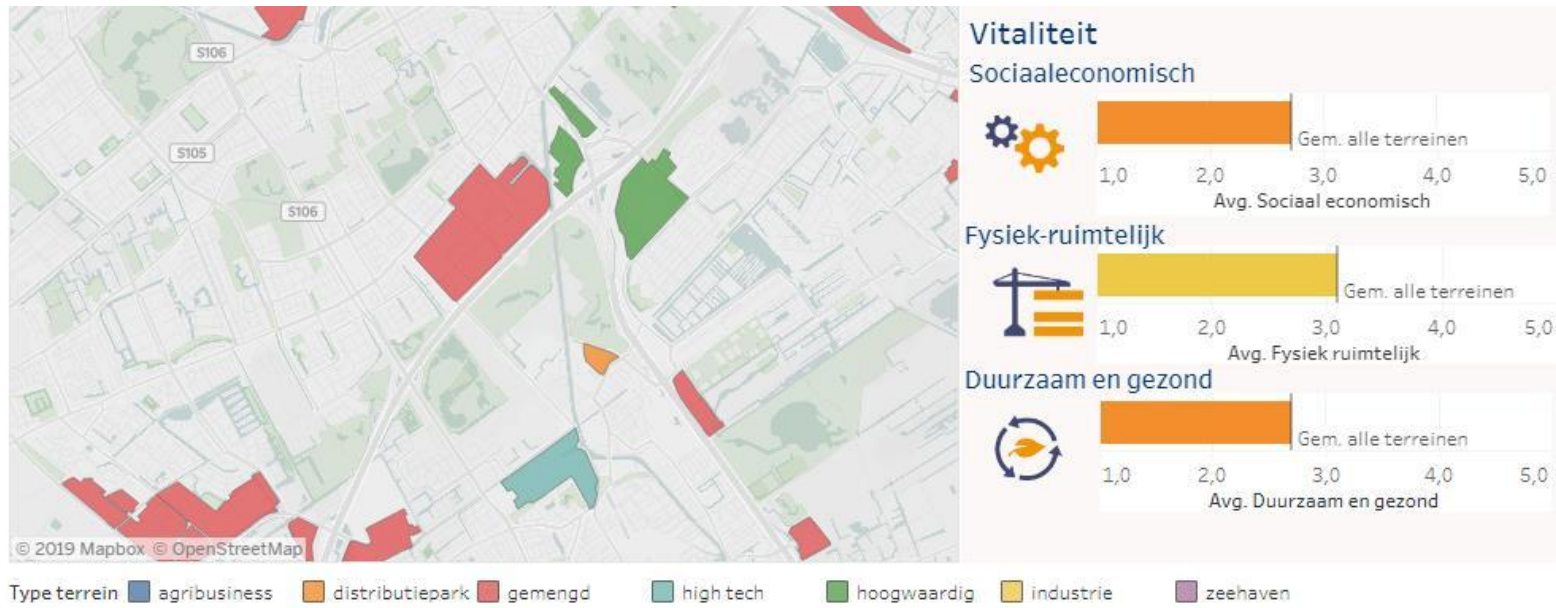 S106
S105
S106
© 2019 Mapbox © OpenStreetMap
Vitaliteit
Sociaaleconomisch
Gem. alle terreinen
1,0 2,0 3,0 4,0 5,0
Avg. Sociaal economisch
Fysiek-ruimtelijk
Gem. alle terreinen
1,0 2,0 3,0 4,0 5,0
Avg. Fysiek ruimtelijk
Duurzaam en gezond
Gem. alle terreinen
1,0 2,0 3,0 4,0 5,0
Avg. Duurzaam en gezond
Type terrein agribusiness distributiepark gemengd high tech hoogwaardig industrie zeehaven